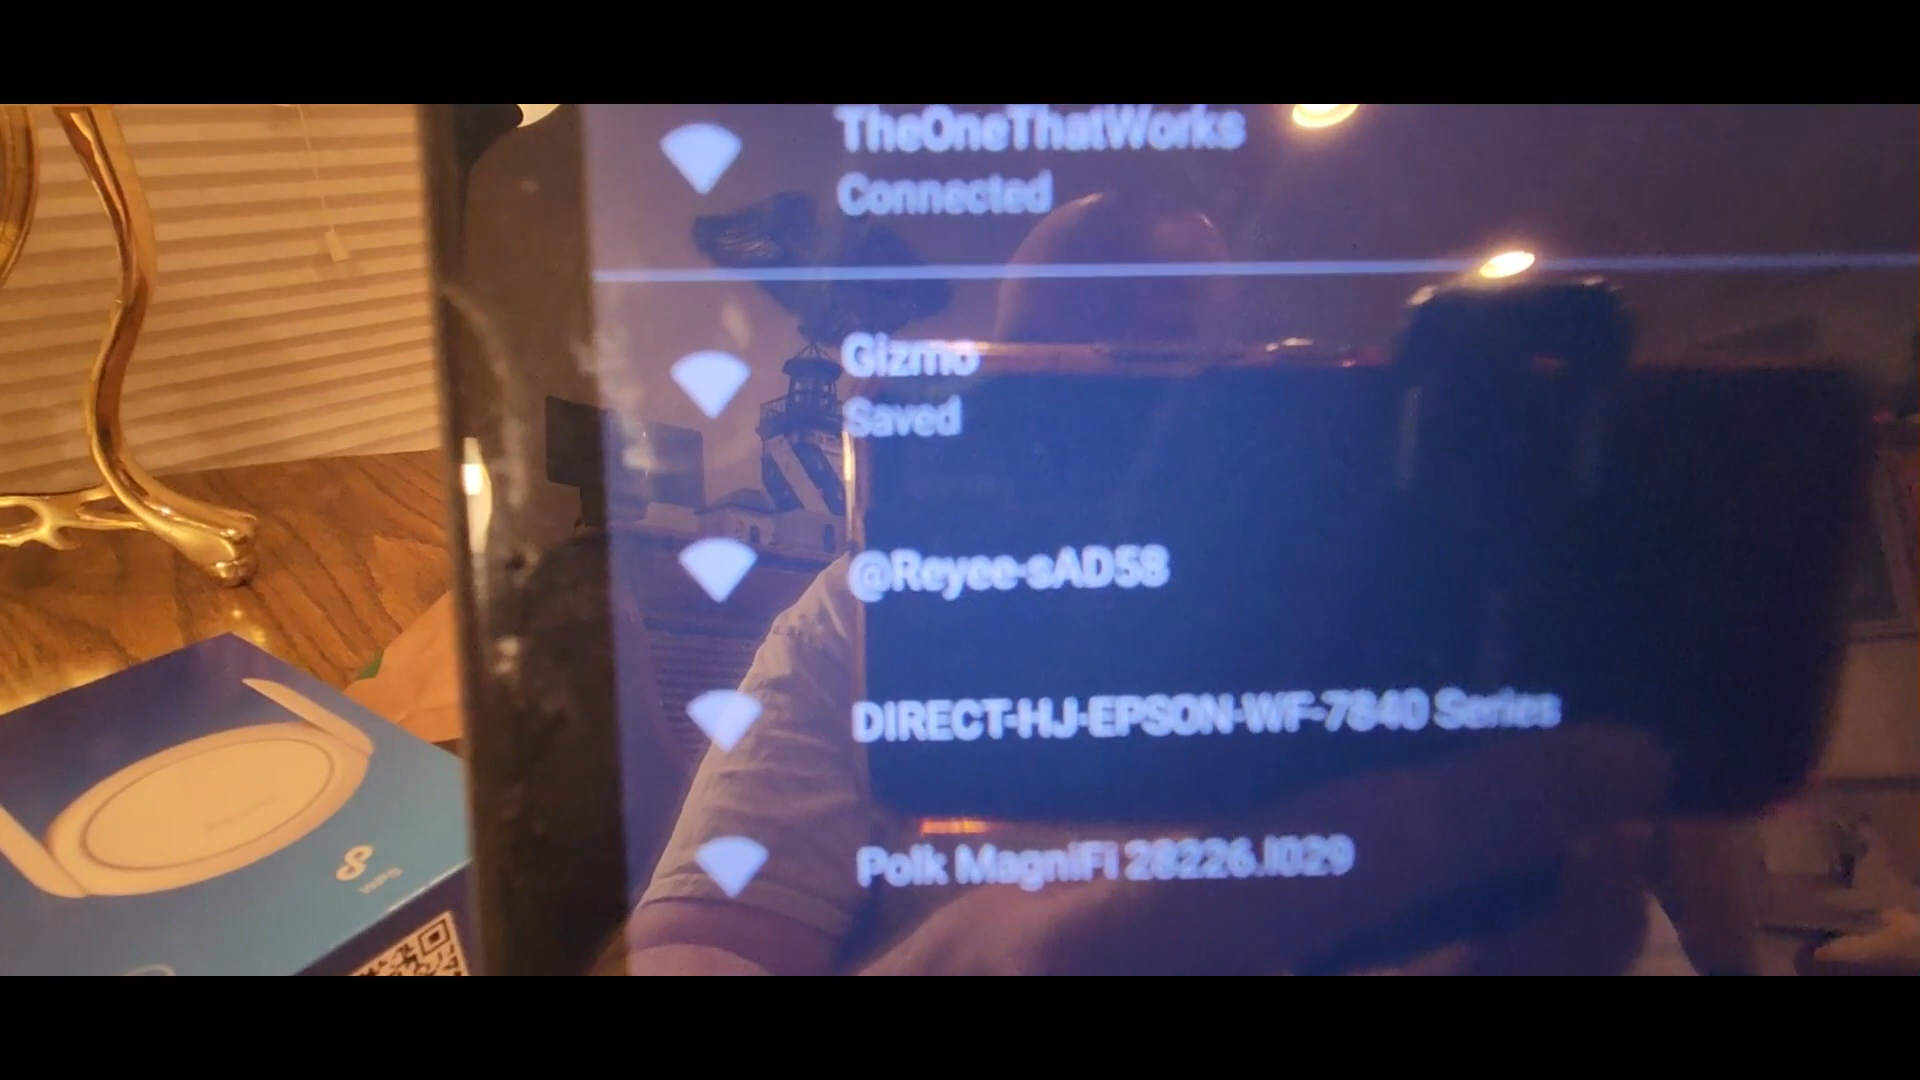 TheOneThatWorks
Connected
Gizmo
Saved
@Reyee-sAD58
DIRECT-HJ-EPSON-WF-7840 Series
Polk MagniFi 28226.I029